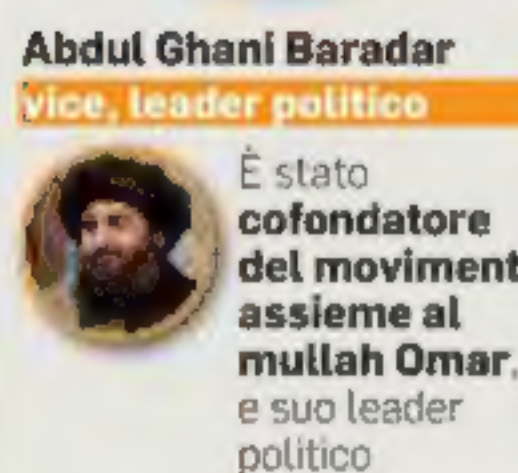 Abdul Ghani Baradar
vice, leader politico
È stato
cofondatore
del moviment
assieme al
mullah Omar,
e suo leader
politico